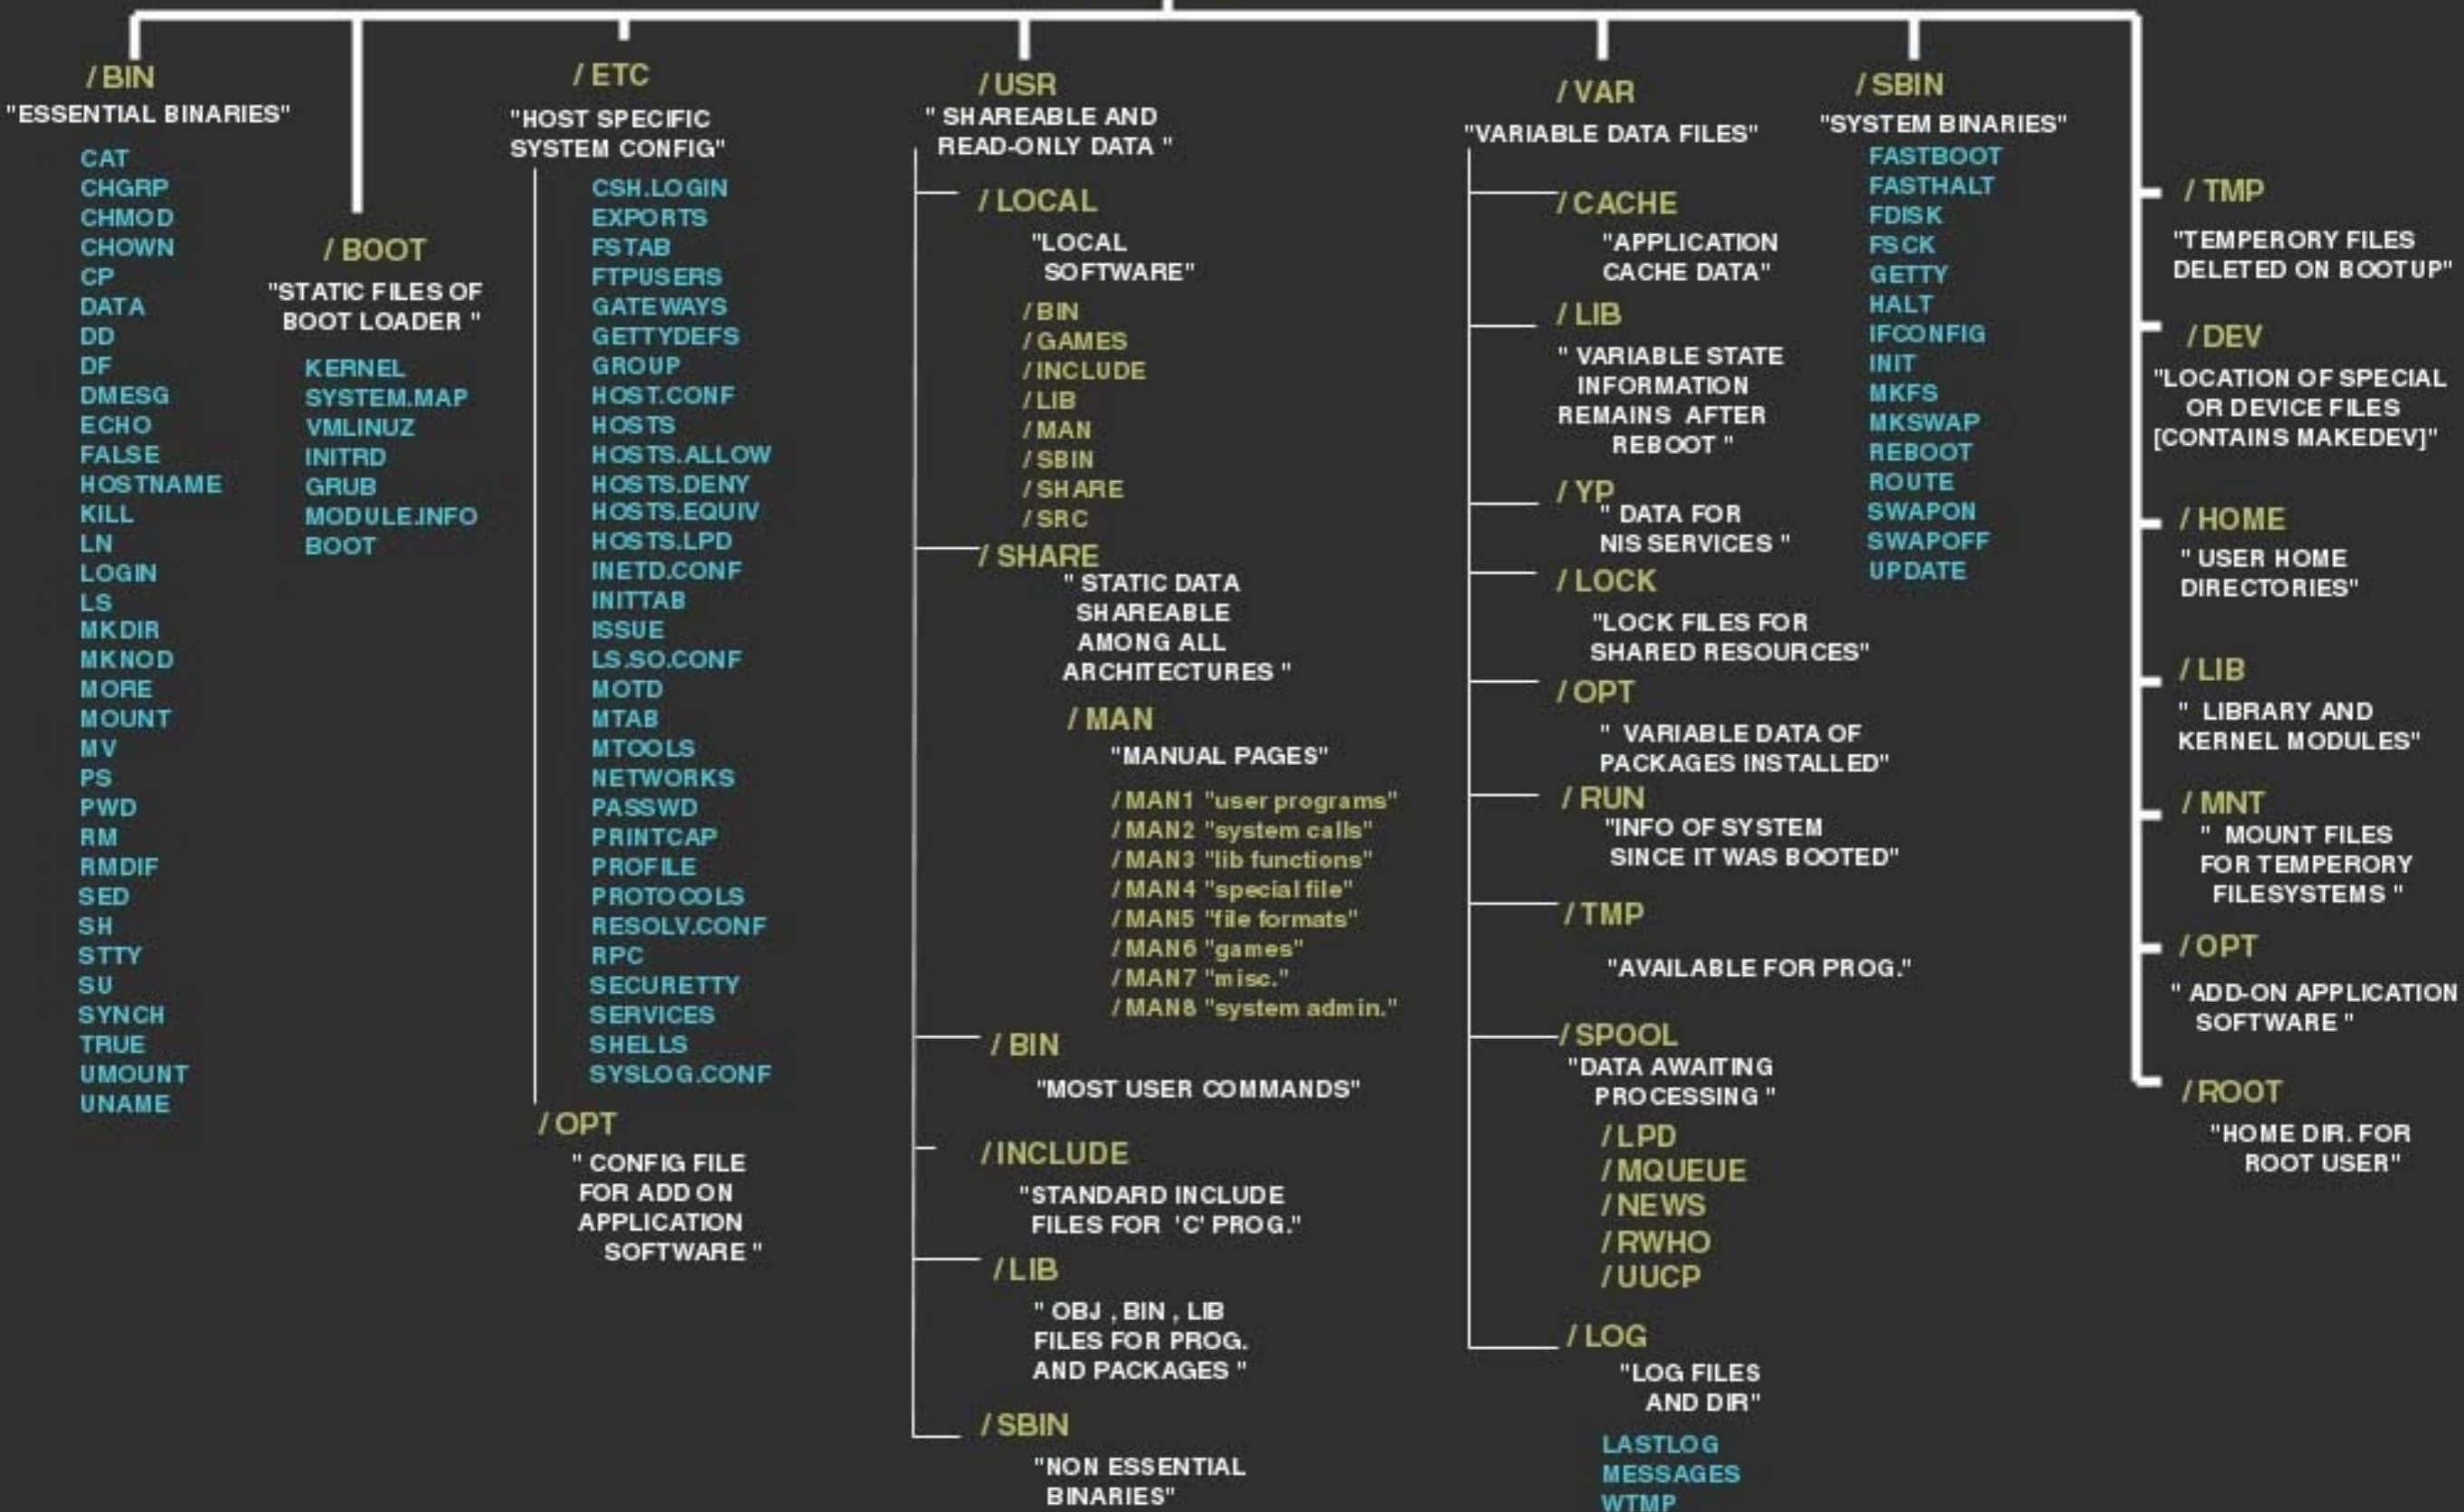 / BIN
"ESSENTIAL BINARIES"
CAT
CHGRP
CHMOD
CHOWN
CP
DATA
DD
DF
DMESG
ECHO
FALSE
HOSTNAME
KILL
LN
LOGIN
LS
MKDIR
MKNOD
MORE
MOUNT
MV
PS
PWD
RM
RMDIF
SED
SH
STTY
SU
SYNCH
TRUE
UMOUNT
UNAME
/ BOOT
"STATIC FILES OF
BOOT LOADER "
KERNEL
SYSTEM.MAP
VMLINUZ
INITRD
GRUB
MODULE.INFO
BOOT
/ ETC
"HOST SPECIFIC
SYSTEM CONFIG"
CSH.LOGIN
EXPORTS
FSTAB
FTPUSERS
GATEWAYS
GETTYDEFS
GROUP
HOST.CONF
HOSTS
HOSTS.ALLOW
HOSTS.DENY
HOSTS.EQUIV
HOSTS.LPD
INETD.CONF
INITTAB
ISSUE
LS.SO.CONF
MOTD
MTAB
MTOOLS
NETWORKS
PASSWD
PRINTCAP
PROFILE
PROTOCOLS
RESOLV.CONF
RPC
SECURETTY
SERVICES
SHELLS
SYSLOG.CONF
/ OPT
" CONFIG FILE
FOR ADD ON
APPLICATION
SOFTWARE "
/ USR
" SHAREABLE AND
READ-ONLY DATA "
/ LOCAL
"LOCAL
SOFTWARE"
/ BIN
/ GAMES
/ INCLUDE
/ LIB
/ MAN
/ SBIN
/ SHARE
/ SRC
/ SHARE
" STATIC DATA
SHAREABLE
AMONG ALL
ARCHITECTURES "
/ MAN
"MANUAL PAGES"
/ MAN1 "user programs"
/ MAN2 "system calls"
/ MAN3 "lib functions"
/ MAN4 "special file"
/ MAN5 "file formats"
/ MAN6 "games"
/ MAN7 "misc."
/ MAN8 "system admin."
/ BIN
"MOST USER COMMANDS"
/ INCLUDE
"STANDARD INCLUDE
FILES FOR 'C' PROG."
/ LIB
" OBJ , BIN , LIB
FILES FOR PROG.
AND PACKAGES "
/ SBIN
"NON ESSENTIAL
BINARIES"
/ VAR
"VARIABLE DATA FILES"
/ CACHE
"APPLICATION
CACHE DATA"
/ LIB
" VARIABLE STATE
INFORMATION
REMAINS AFTER
REBOOT "
/ YP
" DATA FOR
NIS SERVICES "
/ LOCK
"LOCK FILES FOR
SHARED RESOURCES"
/ OPT
" VARIABLE DATA OF
PACKAGES INSTALLED"
/ RUN
"INFO OF SYSTEM
SINCE IT WAS BOOTED"
/ TMP
"AVAILABLE FOR PROG."
/ SPOOL
"DATA AWAITING
PROCESSING "
/ LPD
/ MQUEUE
/ NEWS
/ RWHO
/ UUCP
/ LOG
"LOG FILES
AND DIR"
LASTLOG
MESSAGES
WTMP
/ SBIN
"SYSTEM BINARIES"
FASTBOOT
FASTHALT
FDISK
FSCK
GETTY
HALT
IFCONFIG
INIT
MKFS
MKSWAP
REBOOT
ROUTE
SWAPON
SWAPOFF
UPDATE
/ TMP
"TEMPERORY FILES
DELETED ON BOOTUP"
/ DEV
"LOCATION OF SPECIAL
OR DEVICE FILES
[CONTAINS MAKEDEV]"
/ HOME
" USER HOME
DIRECTORIES"
/ LIB
" LIBRARY AND
KERNEL MODULES"
/ MNT
" MOUNT FILES
FOR TEMPERORY
FILESYSTEMS "
/ OPT
" ADD-ON APPLICATION
SOFTWARE "
/ ROOT
"HOME DIR. FOR
ROOT USER"